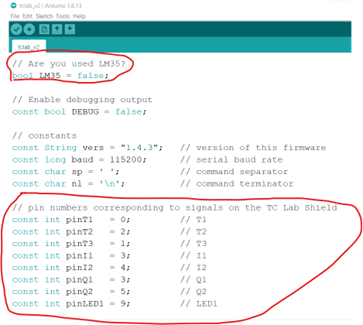 tclab_v2 | Arduino 1.8.13
File Edit Sketch Tools Help
tclab_v2
// Are you used LM35?
bool LM35 = false;
// Enable debugging output
const bool DEBUG = false;
// constants
const String vers = "1.4.3"; // version of this firmware
const long baud = 115200; // serial baud rate
const char sp = ' '; // command separator
const char nl = '\n'; // command terminator
// pin numbers corresponding to signals on the TC Lab Shield
const int pinT1 = 0; // T1
const int pinT2 = 2; // T2
const int pinT3 = 1; // T3
const int pinI1 = 3; // I1
const int pinI2 = 4; // I2
const int pinQ1 = 3; // Q1
const int pinQ2 = 5; // Q2
const int pinLED1 = 9; // LED1